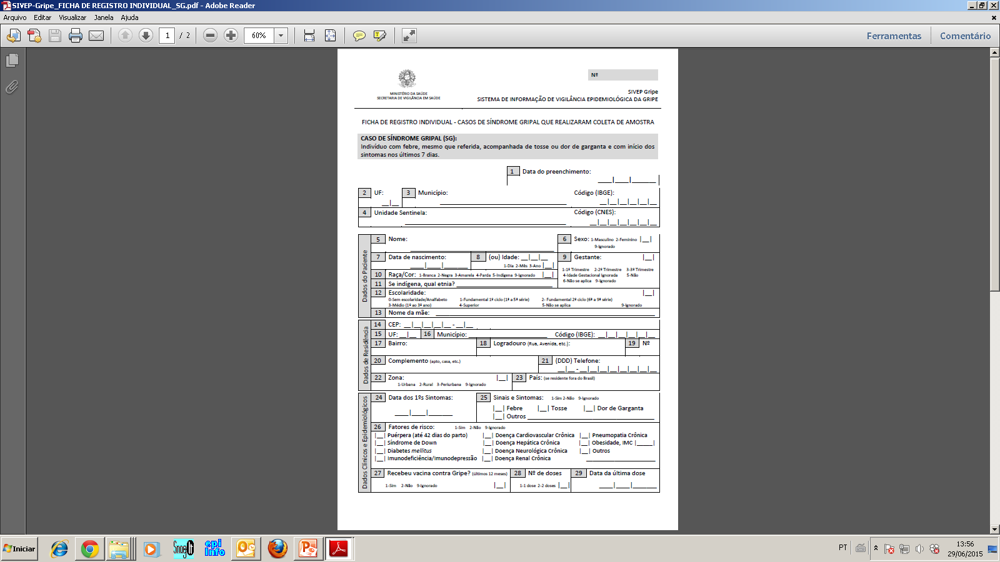 SIVEP-Gripe_FICHA DE REGISTRO INDIVIDUAL_SG.pdf - Adobe Reader
Arquivo Editar Visualizar Janela Ajuda
1 / 2 60% Ferramentas Comentário
Nº
MINISTÉRIO DA SAÚDE
SECRETARIA DE VIGILÂNCIA EM SAÚDE
SIVEP Gripe
SISTEMA DE INFORMAÇÃO DE VIGILÂNCIA EPIDEMIOLÓGICA DA GRIPE
FICHA DE REGISTRO INDIVIDUAL - CASOS DE SÍNDROME GRIPAL QUE REALIZARAM COLETA DE AMOSTRA
CASO DE SÍNDROME GRIPAL (SG):
Indivíduo com febre, mesmo que referida, acompanhada de tosse ou dor de garganta e com início dos
sintomas nos últimos 7 dias.
1 Data do preenchimento:
____|____|_______
2 UF: 3 Município: Código (IBGE):
__|__ __|__|__|__|__|__
4 Unidade Sentinela: Código (CNES):
__|__|__|__|__|__|__
Dados do Paciente
5 Nome: 6 Sexo: 1-Masculino 2-Feminino |__|
9-Ignorado
7 Data de nascimento: 8 (ou) Idade: __|__|__ 9 Gestante: |__|
____|____|_______ 1-Dia 2-Mês 3-Ano |__|
1-1º Trimestre 2-2º Trimestre 3-3º Trimestre
10 Raça/Cor: 1-Branca 2-Negra 3-Amarela 4-Parda 5-Indígena 9-Ignorado |__| 4-Idade Gestacional Ignorada 5-Não
6-Não se aplica 9-Ignorado
11 Se indígena, qual etnia?
12 Escolaridade: |__|
0-Sem escolaridade/Analfabeto 1-Fundamental 1º ciclo (1ª a 5ª série) 2- Fundamental 2º ciclo (6ª a 9ª série)
3-Médio (1º ao 3º ano) 4-Superior 5-Não se aplica 9-Ignorado
13 Nome da mãe:
Dados de Residência
14 CEP: __|__|__|__|__ - __|__
15 UF: __|__ 16 Município: Código (IBGE): __|__|__|__|__|__
17 Bairro: 18 Logradouro (Rua, Avenida, etc.): 19 Nº
20 Complemento (apto, casa, etc.) 21 (DDD) Telefone:
__|__ - __|__|__|__|__|__|__|__
22 Zona: |__| 23 País: (se residente fora do Brasil)
1-Urbana 2-Rural 3-Periurbana 9-Ignorado
Dados Clínicos e Epidemiológicos
24 Data dos 1ºs Sintomas: 25 Sinais e Sintomas: 1-Sim 2-Não 9-Ignorado
|__| Febre |__| Tosse |__| Dor de Garganta
____|____|_______ |__| Outros
26 Fatores de risco: 1-Sim 2-Não 9-Ignorado
|__| Puérpera (até 42 dias do parto) |__| Doença Cardiovascular Crônica |__| Pneumopatia Crônica
|__| Síndrome de Down |__| Doença Hepática Crônica |__| Obesidade, IMC |_____|
|__| Diabetes mellitus |__| Doença Neurológica Crônica |__| Outros
|__| Imunodeficiência/Imunodepressão |__| Doença Renal Crônica
27 Recebeu vacina contra Gripe? (últimos 12 meses) 28 Nº de doses 29 Data da última dose
1-Sim 2-Não 9-Ignorado |__| 1-1 dose 2-2 doses |__| ____|____|_______
Iniciar
epi
info
PT
13:56
29/06/2015